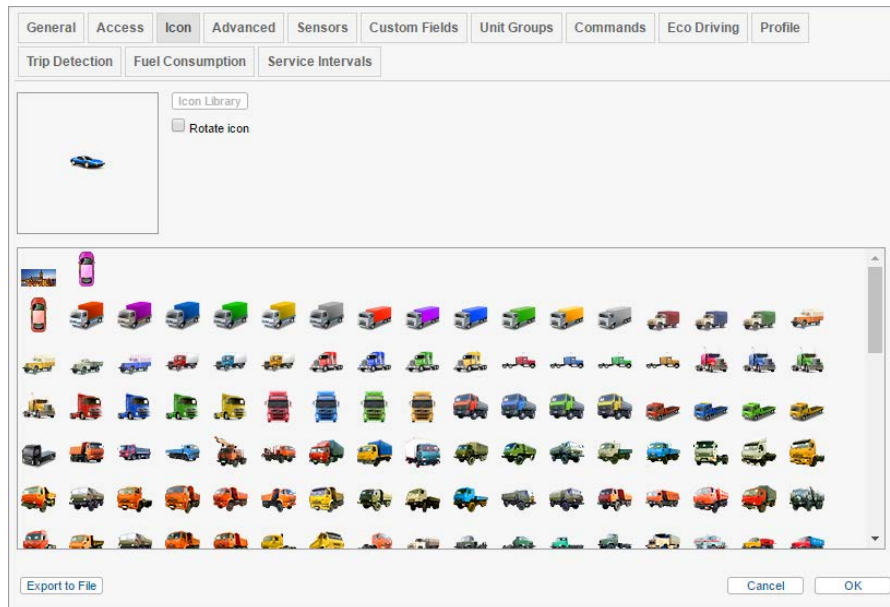 General Access Icon Advanced Sensors Custom Fields Unit Groups Commands Eco Driving Profile
Trip Detection Fuel Consumption Service Intervals
Icon Library
Rotate icon
Export to File Cancel OK